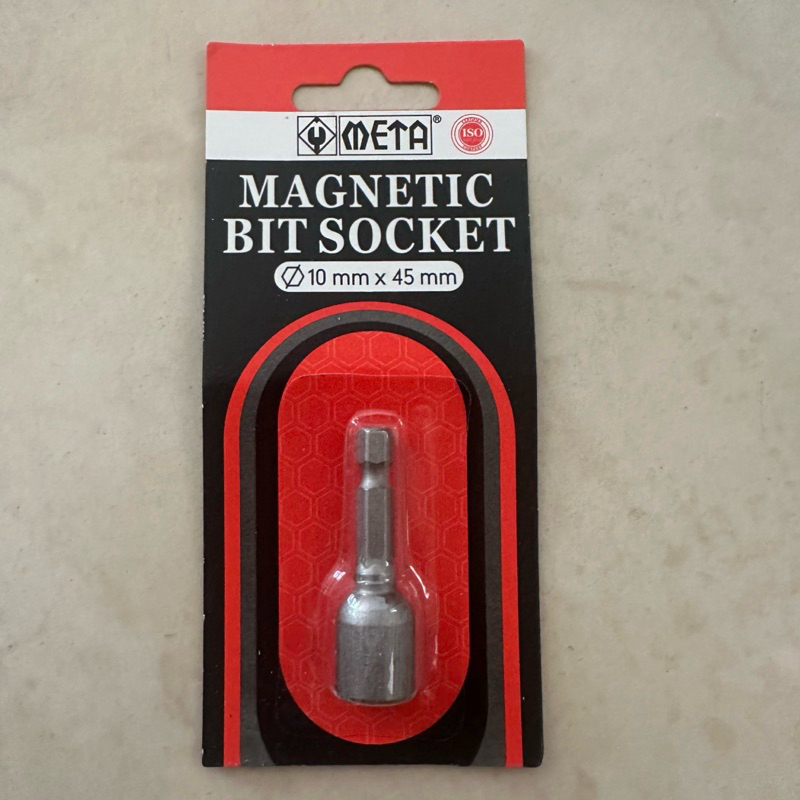 META®
ISO
MAGNETIC
BIT SOCKET
10 mm x 45 mm